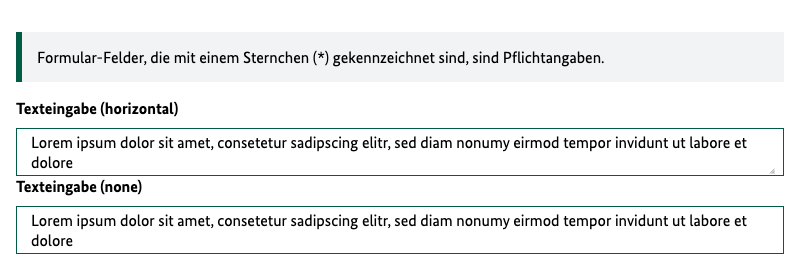 Formular-Felder, die mit einem Sternchen (*) gekennzeichnet sind, sind Pflichtangaben.
Texteingabe (horizontal)
Lorem ipsum dolor sit amet, consetetur sadipscing elitr, sed diam nonumy eirmod tempor invidunt ut labore et
dolore
Texteingabe (none)
Lorem ipsum dolor sit amet, consetetur sadipscing elitr, sed diam nonumy eirmod tempor invidunt ut labore et
dolore